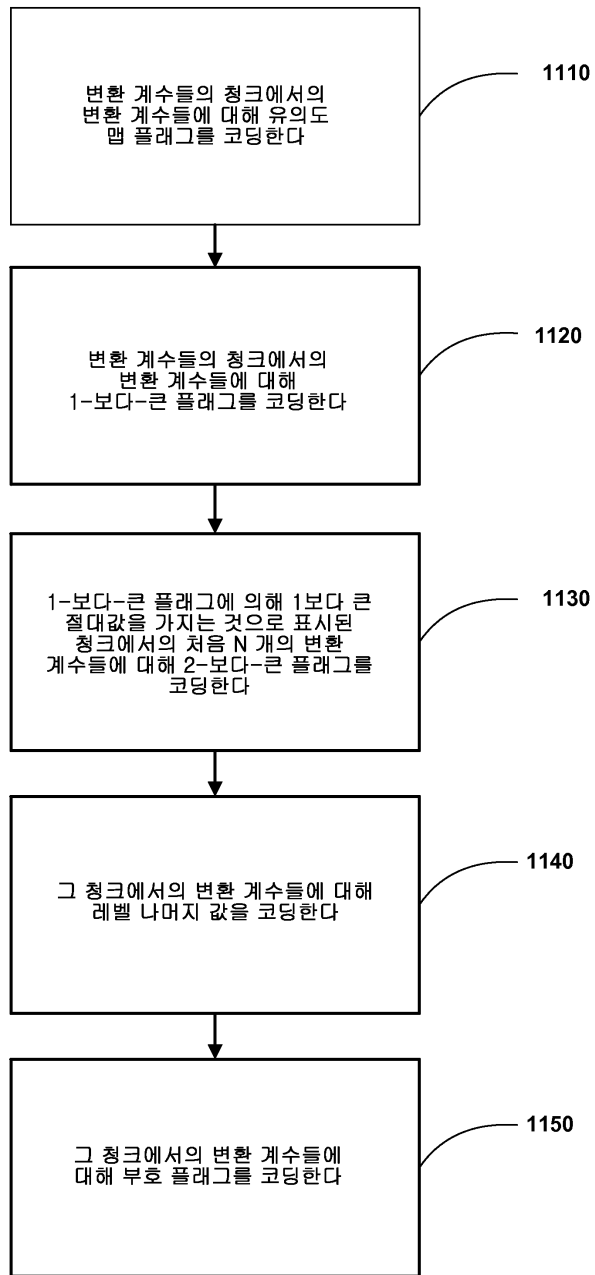 변환 계수들의 청크에서의
변환 계수들에 대해 유의도
맵 플래그를 코딩한다
1110
변환 계수들의 청크에서의
변환 계수들에 대해
1-보다-큰 플래그를 코딩한다
1120
1-보다-큰 플래그에 의해 1보다 큰
절대값을 가지는 것으로 표시된
청크에서의 처음 N 개의 변환
계수들에 대해 2-보다-큰 플래그를
코딩한다
1130
그 청크에서의 변환 계수들에 대해
레벨 나머지 값을 코딩한다
1140
그 청크에서의 변환 계수들에
대해 부호 플래그를 코딩한다
1150